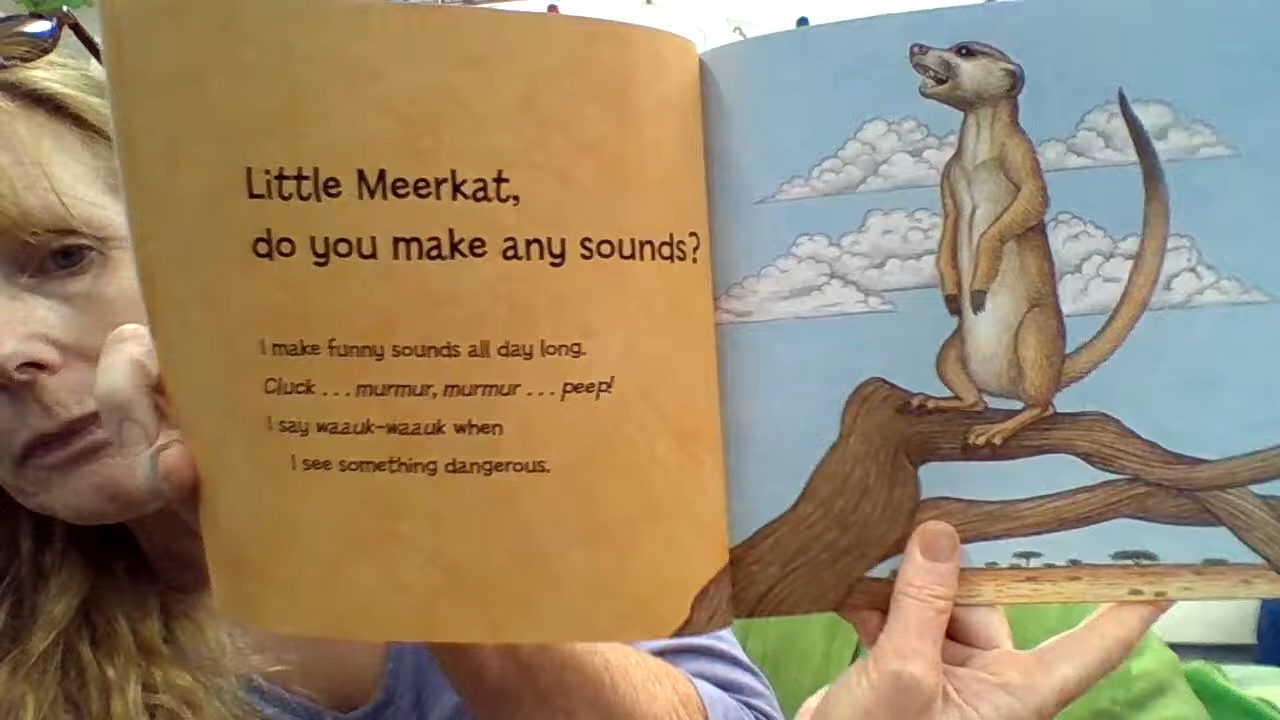 Little Meerkat,
do you make any sounds?
I make funny sounds all day long.
Cluck . . . murmur, murmur . . . peep!
I say waauk-waauk when
I see something dangerous.